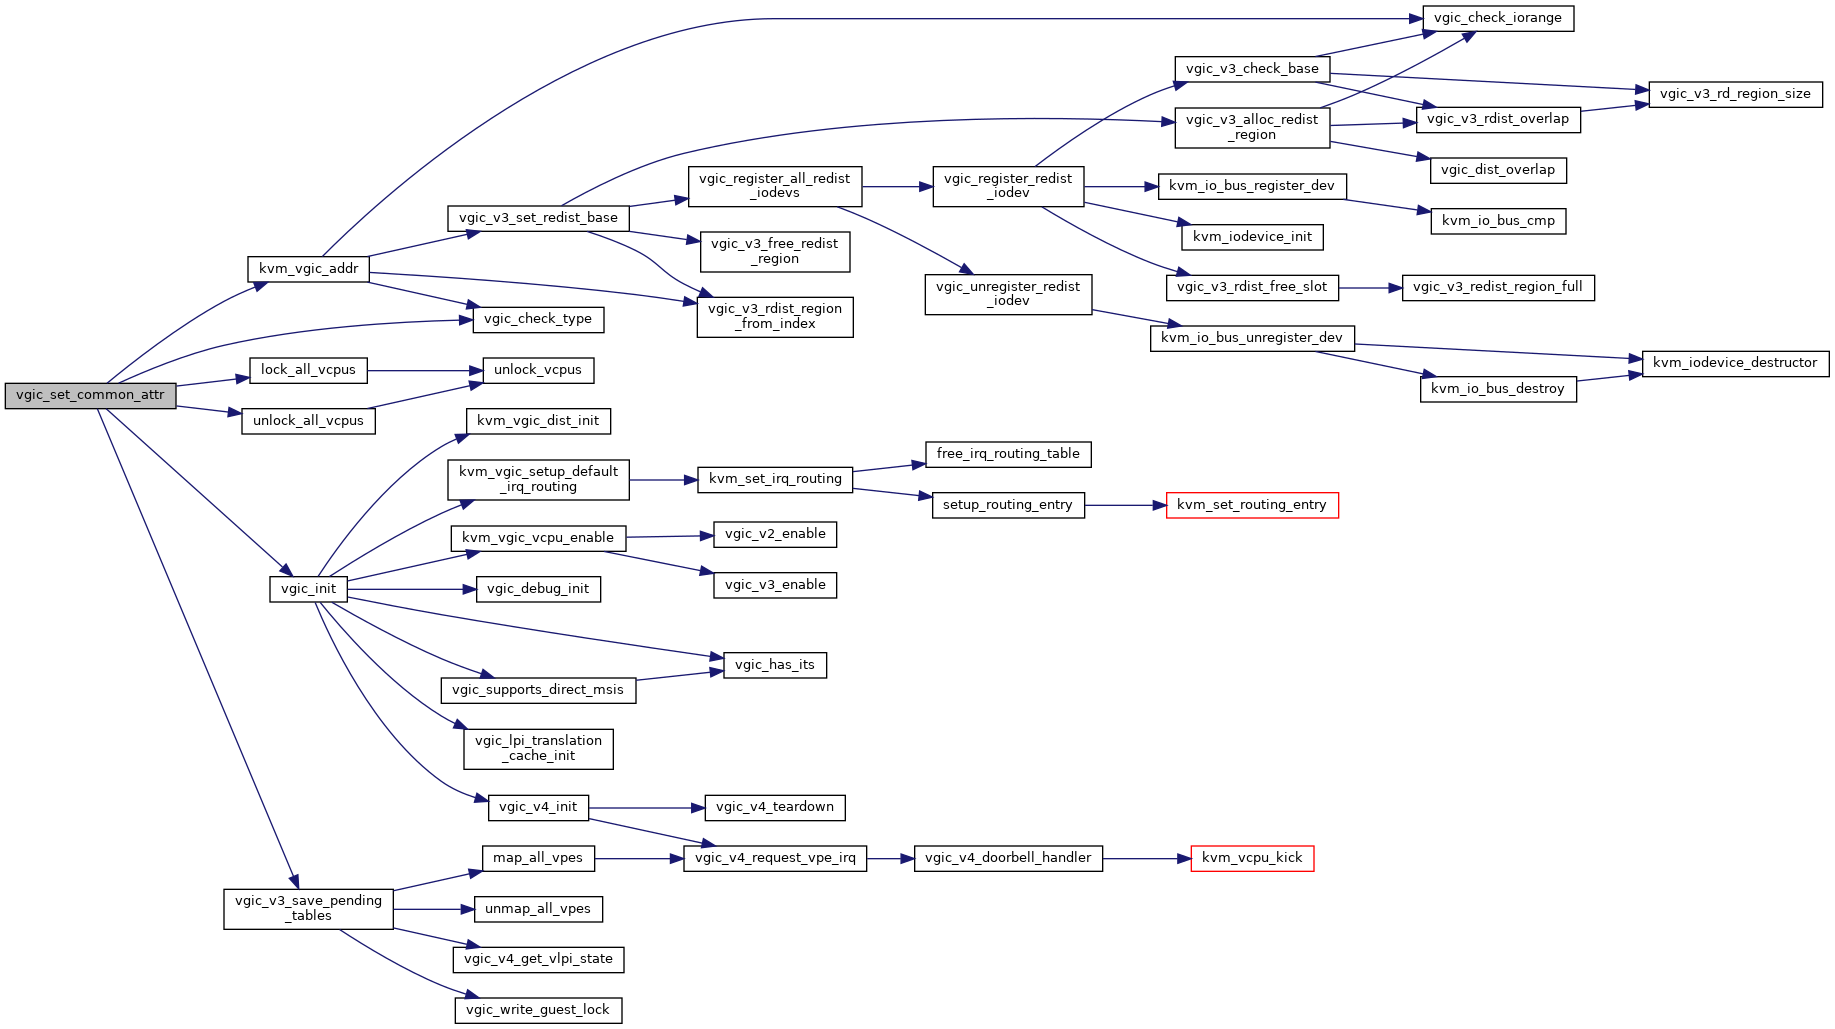 vgic_set_common_attr
kvm_vgic_addr
lock_all_vcpus
unlock_all_vcpus
vgic_init
vgic_v3_save_pending
_tables
vgic_v3_set_redist_base
vgic_check_type
unlock_vcpus
kvm_vgic_dist_init
kvm_vgic_setup_default
_irq_routing
kvm_vgic_vcpu_enable
vgic_debug_init
vgic_supports_direct_msis
vgic_lpi_translation
_cache_init
vgic_v4_init
map_all_vpes
unmap_all_vpes
vgic_v4_get_vlpi_state
vgic_write_guest_lock
vgic_register_all_redist
_iodevs
vgic_v3_free_redist
_region
vgic_v3_rdist_region
_from_index
kvm_set_irq_routing
vgic_v2_enable
vgic_v3_enable
vgic_has_its
vgic_v4_teardown
vgic_v4_request_vpe_irq
vgic_register_redist
_iodev
vgic_unregister_redist
_iodev
free_irq_routing_table
setup_routing_entry
vgic_v4_doorbell_handler
vgic_v3_check_base
vgic_v3_alloc_redist
_region
kvm_io_bus_register_dev
kvm_iodevice_init
vgic_v3_rdist_free_slot
kvm_io_bus_unregister_dev
kvm_set_routing_entry
kvm_vcpu_kick
vgic_check_iorange
vgic_v3_rdist_overlap
vgic_dist_overlap
kvm_io_bus_cmp
vgic_v3_redist_region_full
kvm_io_bus_destroy
vgic_v3_rd_region_size
kvm_iodevice_destructor